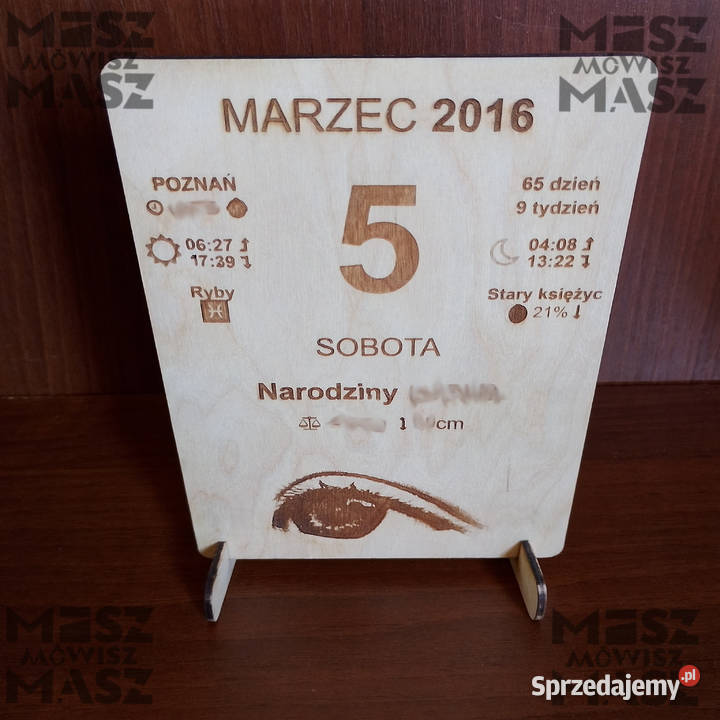 MASZ MASZ
MÓWISZ MÓWISZ
MASZ MASZ
MARZEC 2016
POZNAŃ
06:27
17:39
Ryby
5
65 dzień
9 tydzień
04:08
13:22
Stary księżyc
21%
SOBOTA
Narodziny
cm
MASZ MASZ
MÓWISZ MÓWISZ
MASZ MASZ
Sprzedajemy.pl